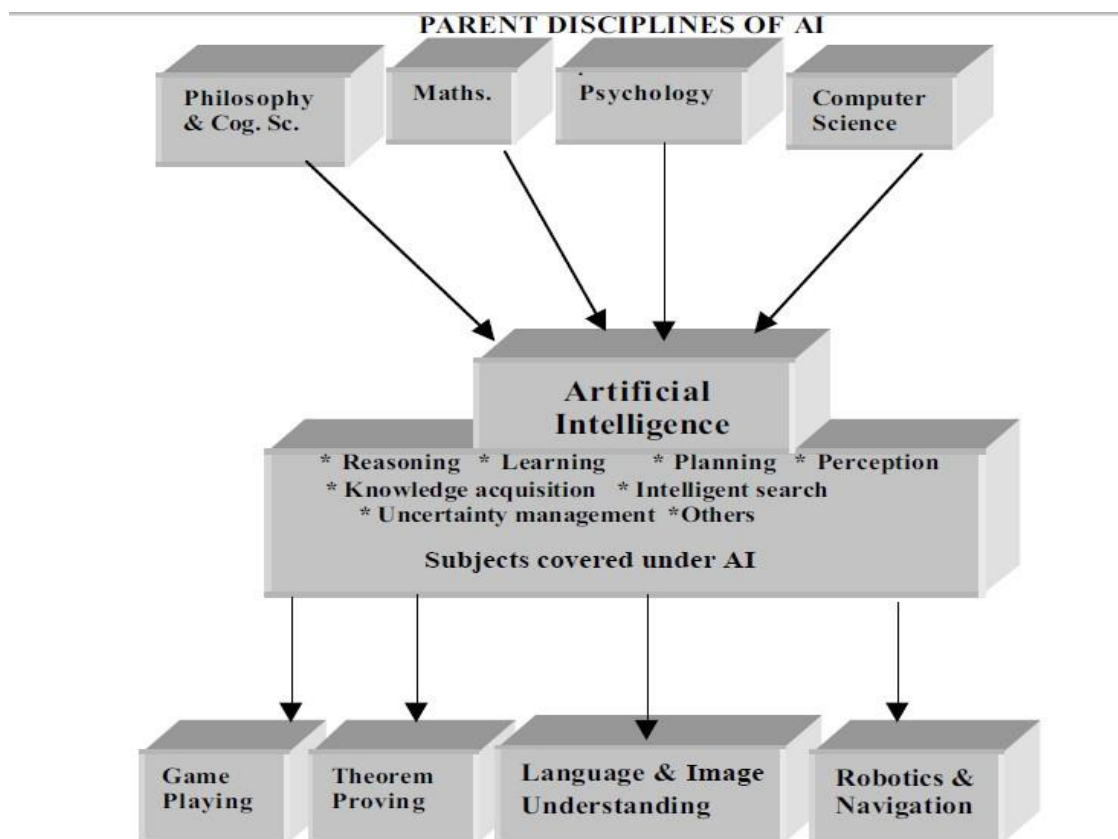 PARENT DISCIPLINES OF AI
Philosophy
& Cog. Sc.
Maths.
Psychology
Computer
Science
Artificial
Intelligence
* Reasoning * Learning * Planning * Perception
* Knowledge acquisition * Intelligent search
* Uncertainty management *Others
Subjects covered under AI
Game
Playing
Theorem
Proving
Language & Image
Understanding
Robotics &
Navigation